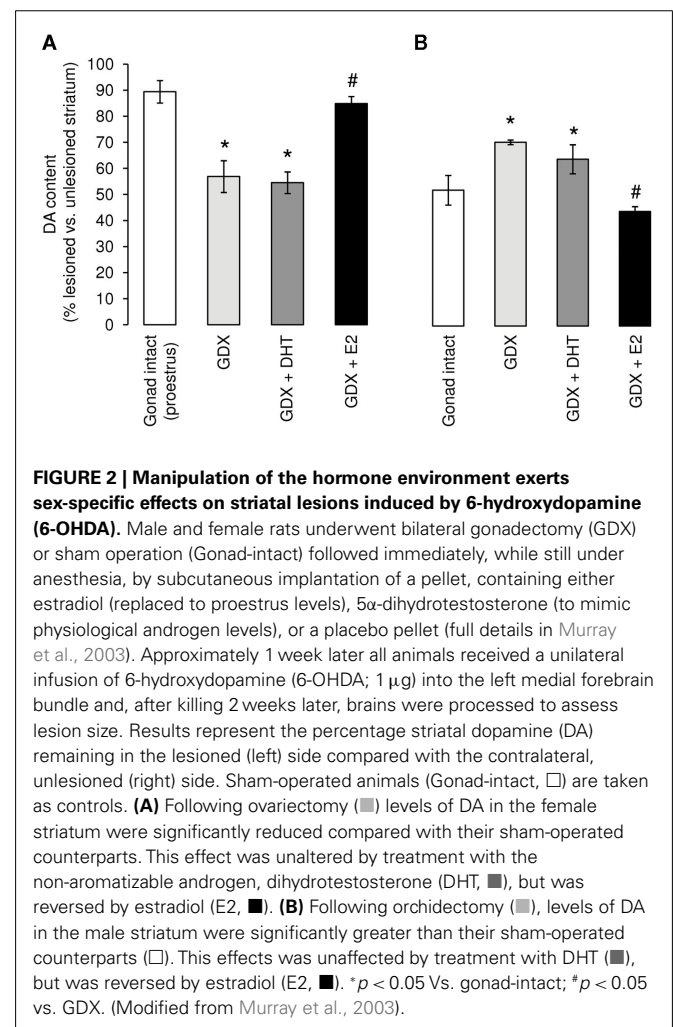 A
B
100
90
80
70
60
50
40
30
20
10
0
DA content
(% lesioned vs. unlesioned striatum)
*
*
#
*
*
#
Gonad intact
(proestrus)
GDX
GDX + DHT
GDX + E2
Gonad intact
GDX
GDX + DHT
GDX + E2
FIGURE 2 | Manipulation of the hormone environment exerts
sex-specific effects on striatal lesions induced by 6-hydroxydopamine
(6-OHDA). Male and female rats underwent bilateral gonadectomy (GDX)
or sham operation (Gonad-intact) followed immediately, while still under
anesthesia, by subcutaneous implantation of a pellet, containing either
estradiol (replaced to proestrus levels), 5α-dihydrotestosterone (to mimic
physiological androgen levels), or a placebo pellet (full details in Murray
et al., 2003). Approximately 1 week later all animals received a unilateral
infusion of 6-hydroxydopamine (6-OHDA; 1 μg) into the left medial forebrain
bundle and, after killing 2 weeks later, brains were processed to assess
lesion size. Results represent the percentage striatal dopamine (DA)
remaining in the lesioned (left) side compared with the contralateral,
unlesioned (right) side. Sham-operated animals (Gonad-intact, □) are taken
as controls. (A) Following ovariectomy (■) levels of DA in the female
striatum were significantly reduced compared with their sham-operated
counterparts. This effect was unaltered by treatment with the
non-aromatizable androgen, dihydrotestosterone (DHT, ■), but was
reversed by estradiol (E2, ■). (B) Following orchidectomy (■), levels of DA
in the male striatum were significantly greater than their sham-operated
counterparts (□). This effects was unaffected by treatment with DHT (■),
but was reversed by estradiol (E2, ■). *p < 0.05 Vs. gonad-intact; #p < 0.05
vs. GDX. (Modified from Murray et al., 2003).